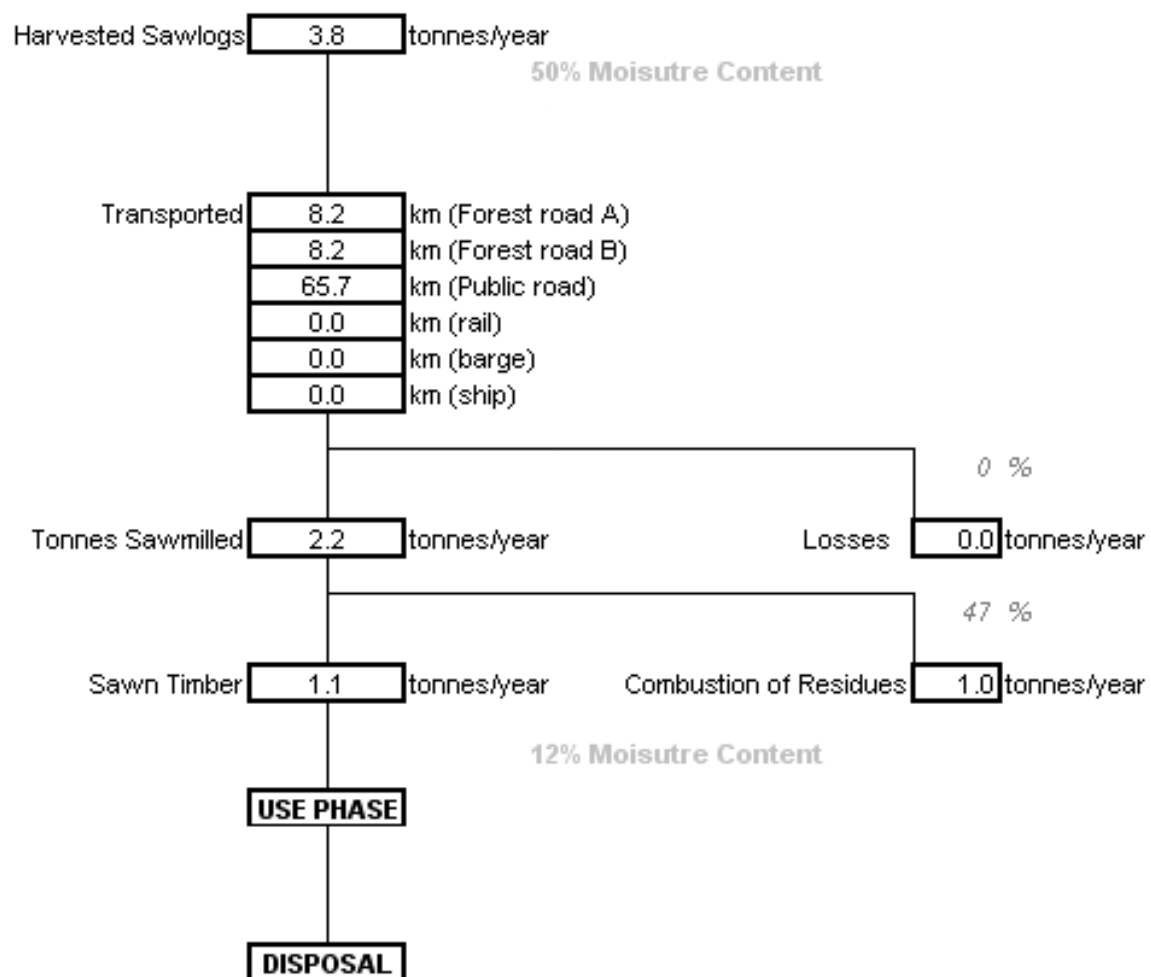 Harvested Sawlogs 3.8 tonnes/year
50% Moisutre Content
Transported 8.2 km (Forest road A)
8.2 km (Forest road B)
65.7 km (Public road)
0.0 km (rail)
0.0 km (barge)
0.0 km (ship)
0 %
Tonnes Sawmilled 2.2 tonnes/year Losses 0.0 tonnes/year
47 %
Sawn Timber 1.1 tonnes/year Combustion of Residues 1.0 tonnes/year
12% Moisutre Content
USE PHASE
DISPOSAL